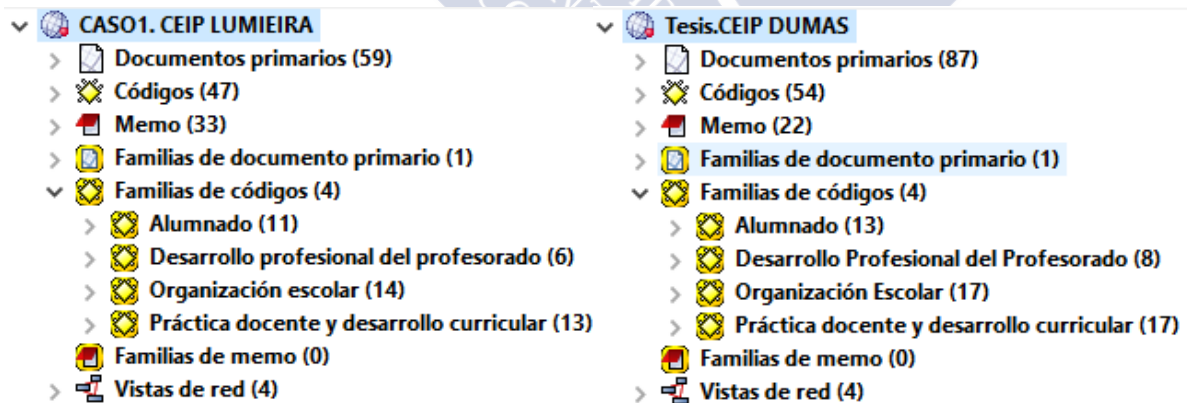 CASO1. CEIP LUMIEIRA
Documentos primarios (59)
Códigos (47)
Memo (33)
Familias de documento primario (1)
Familias de códigos (4)
Alumnado (11)
Desarrollo profesional del profesorado (6)
Organización escolar (14)
Práctica docente y desarrollo curricular (13)
Familias de memo (0)
Vistas de red (4)
Tesis.CEIP DUMAS
Documentos primarios (87)
Códigos (54)
Memo (22)
Familias de documento primario (1)
Familias de códigos (4)
Alumnado (13)
Desarrollo Profesional del Profesorado (8)
Organización Escolar (17)
Práctica docente y desarrollo curricular (17)
Familias de memo (0)
Vistas de red (4)